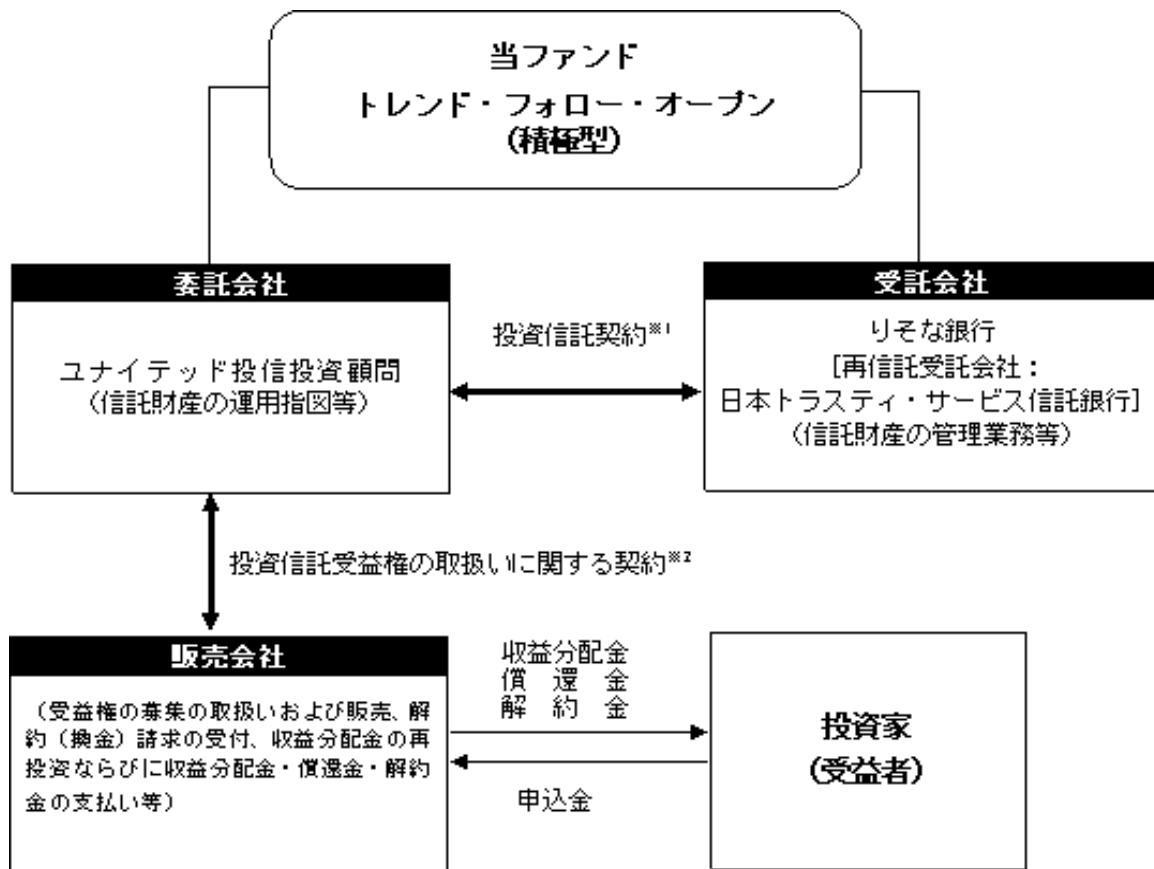 当ファンド
トレンド・フォロー・オープン
(積極型)
委託会社
ユナイテッド投信投資顧問
(信託財産の運用指図等)
投資信託契約※1
受託会社
りそな銀行
[再信託受託会社：
日本トラスティ・サービス信託銀行]
(信託財産の管理業務等)
投資信託受益権の取扱いに関する契約※2
販売会社
（受益権の募集の取扱いおよび販売、解
約（換金）請求の受付、収益分配金の再
投資ならびに収益分配金・償還金・解約
金の支払い等）
収益分配金
償　還　金
解　約　金
申込金
投資家
(受益者)